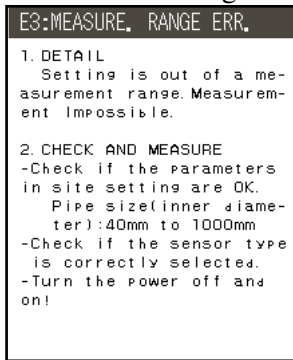 E3:MEASURE. RANGE ERR.
1. DETAIL
Setting is out of a me-
asurement range. Measurem-
ent Impossible.
2. CHECK AND MEASURE
-Check if the parameters
in site setting are OK.
Pipe size(inner diame-
ter):40mm to 1000mm
-Check if the sensor type
is correctly selected.
-Turn the power off and
on!